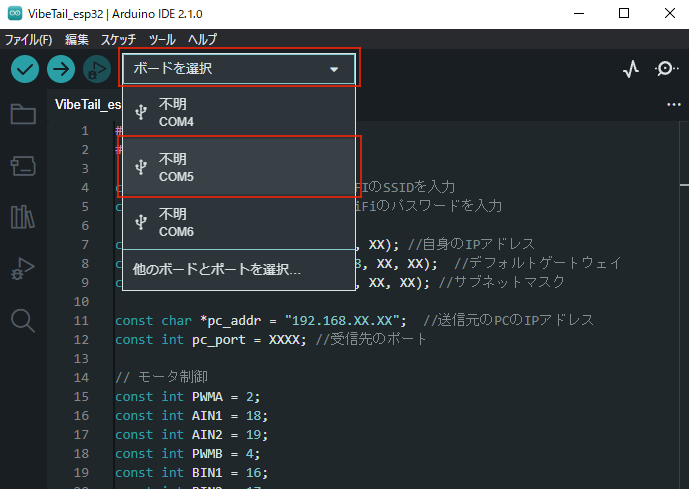 VibeTail_esp32 | Arduino IDE 2.1.0
ファイル(F) 編集 スケッチ ツール ヘルプ
ボードを選択
不明
COM4
不明
COM5
不明
COM6
他のボードとポートを選択...
VibeTail_es
...
1 #
2 #
3
4 FIのSSIDを入力
5 iFiのパスワードを入力
6
7 , XX); //自身のIPアドレス
8 , XX, XX); //デフォルトゲートウェイ
9 , XX, XX); //サブネットマスク
10
11 const char *pc_addr = "192.168.XX.XX"; //送信元のPCのIPアドレス
12 const int pc_port = XXXX; //受信先のポート
13
14 // モータ制御
15 const int PWMA = 2;
16 const int AIN1 = 18;
17 const int AIN2 = 19;
18 const int PWMB = 4;
19 const int BIN1 = 16;